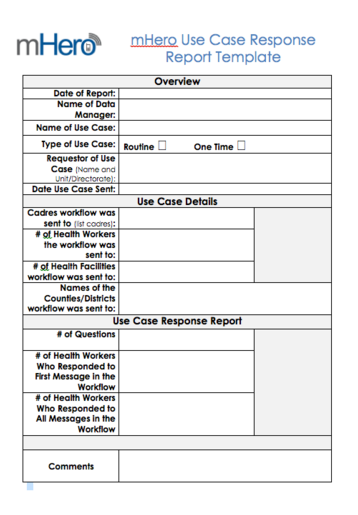 mHero
mHero Use Case Response
Report Template
Overview
Date of Report:
Name of Data
Manager:
Name of Use Case:
Type of Use Case:
Routine ☐ One Time ☐
Requestor of Use
Case (Name and
Unit/Directorate):
Date Use Case Sent:
Use Case Details
Cadres workflow was
sent to (list cadres):
# of Health Workers
the workflow was
sent to:
# of Health Facilities
workflow was sent to:
Names of the
Counties/Districts
workflow was sent to:
Use Case Response Report
# of Questions
# of Health Workers
Who Responded to
First Message in the
Workflow
# of Health Workers
Who Responded to
All Messages in the
Workflow
Comments